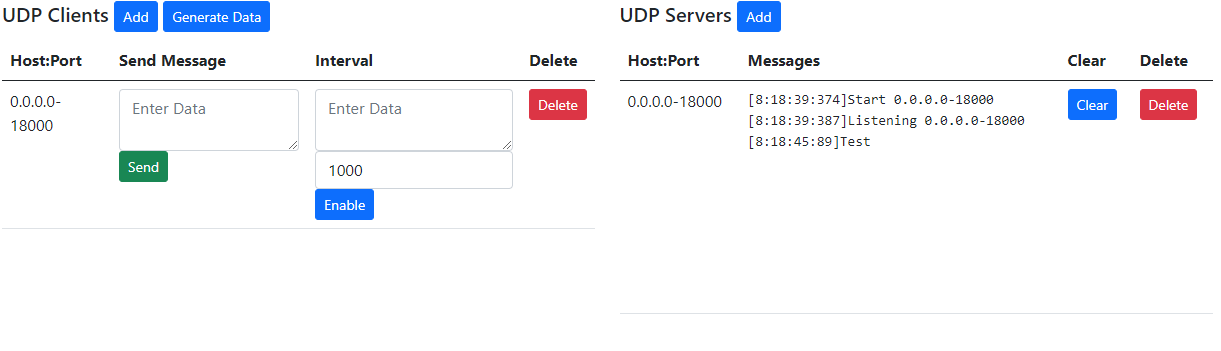 UDP Clients Add Generate Data
Host:Port Send Message Interval Delete
0.0.0.0-
18000
Enter Data
Send
Enter Data
1000
Enable
Delete
UDP Servers Add
Host:Port Messages Clear Delete
0.0.0.0-18000
[8:18:39:374]Start 0.0.0.0-18000
[8:18:39:387]Listening 0.0.0.0-18000
[8:18:45:89]Test
Clear
Delete